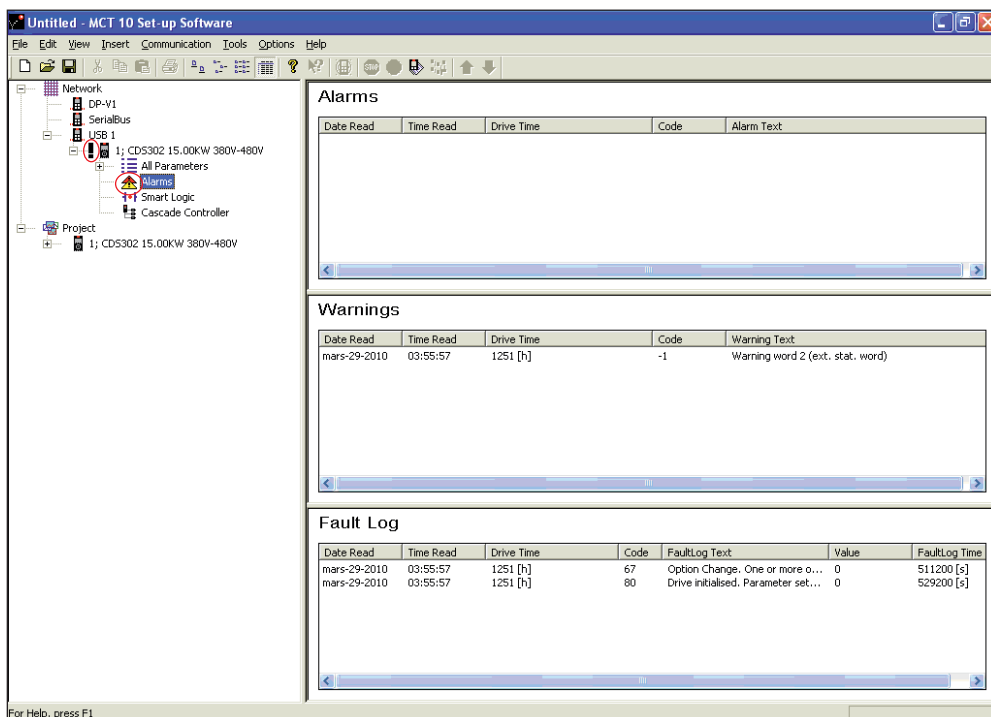 Untitled - MCT 10 Set-up Software
File Edit View Insert Communication Tools Options Help
Network
DP-V1
SerialBus
USB 1
1; CDS302 15.00KW 380V-480V
All Parameters
Alarms
Smart Logic
Cascade Controller
Project
1; CDS302 15.00KW 380V-480V
Alarms
Date Read Time Read Drive Time Code Alarm Text
Warnings
Date Read Time Read Drive Time Code Warning Text
mars-29-2010 03:55:57 1251 [h] -1 Warning word 2 (ext. stat. word)
Fault Log
Date Read Time Read Drive Time Code FaultLog Text Value FaultLog Time
mars-29-2010 03:55:57 1251 [h] 67 Option Change. One or more o... 0 511200 [s]
mars-29-2010 03:55:57 1251 [h] 80 Drive initialised. Parameter set... 0 529200 [s]
For Help, press F1